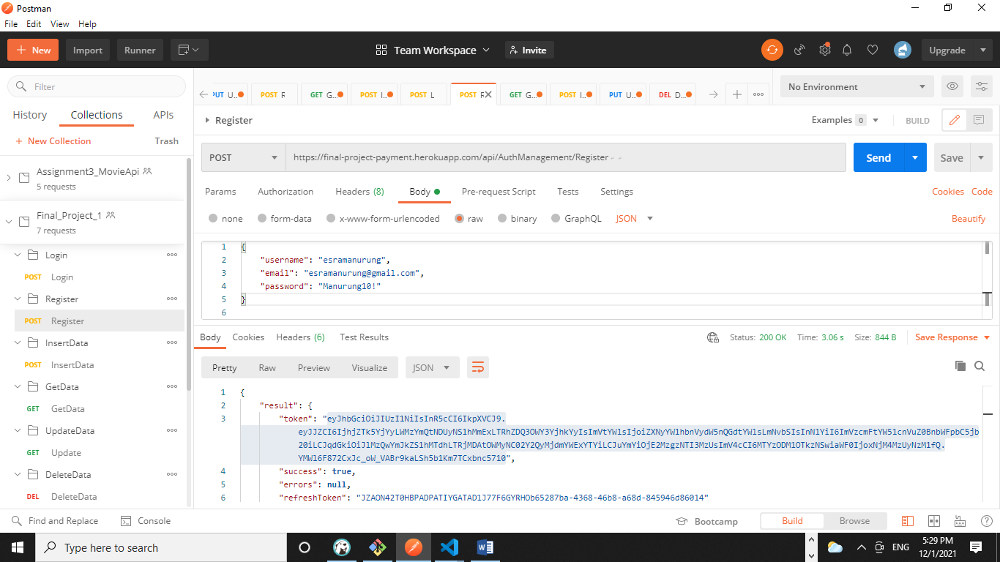 Postman
File Edit View Help
New Import Runner Team Workspace Invite Upgrade
Filter
History Collections APIs
New Collection Trash
Assignment3_MovieApi
5 requests
Final_Project_1
7 requests
Login
POST Login
Register
POST Register
InsertData
POST InsertData
GetData
GET GetData
UpdateData
POST Update
DeleteData
DEL DeleteData
PUT U.. POST R GET G.. POST I.. POST L POST R GET G.. POST I.. PUT U.. DEL D..
No Environment
Register Examples 0 BUILD
POST https://final-project-payment.herokuapp.com/api/AuthManagement/Register Send Save
Params Authorization Headers (8) Body Pre-request Script Tests Settings Cookies Code
none form-data x-www-form-urlencoded raw binary GraphQL JSON Beautify
1 {
2 "username": "esramanurung",
3 "email": "esramanurung@gmail.com",
4 "password": "Manurung10!"
5 }
6
Body Cookies Headers (6) Test Results Status: 200 OK Time: 3.06 s Size: 844 B Save Response
Pretty Raw Preview Visualize JSON
1 {
2 "result": {
3 "token": "eyJhbGciOiJIUzI1NiIsInR5cCI6IkpXVCJ9.
4 "success": true,
5 "errors": null,
6 "refreshToken": "JZAON42T0HBPADPATIYGATAD1J77F6GYRHOb65287ba-4368-46b8-a68d-845946d86014"
Find and Replace Console Bootcamp Build Browse
Type here to search ENG 5:29 PM
12/1/2021